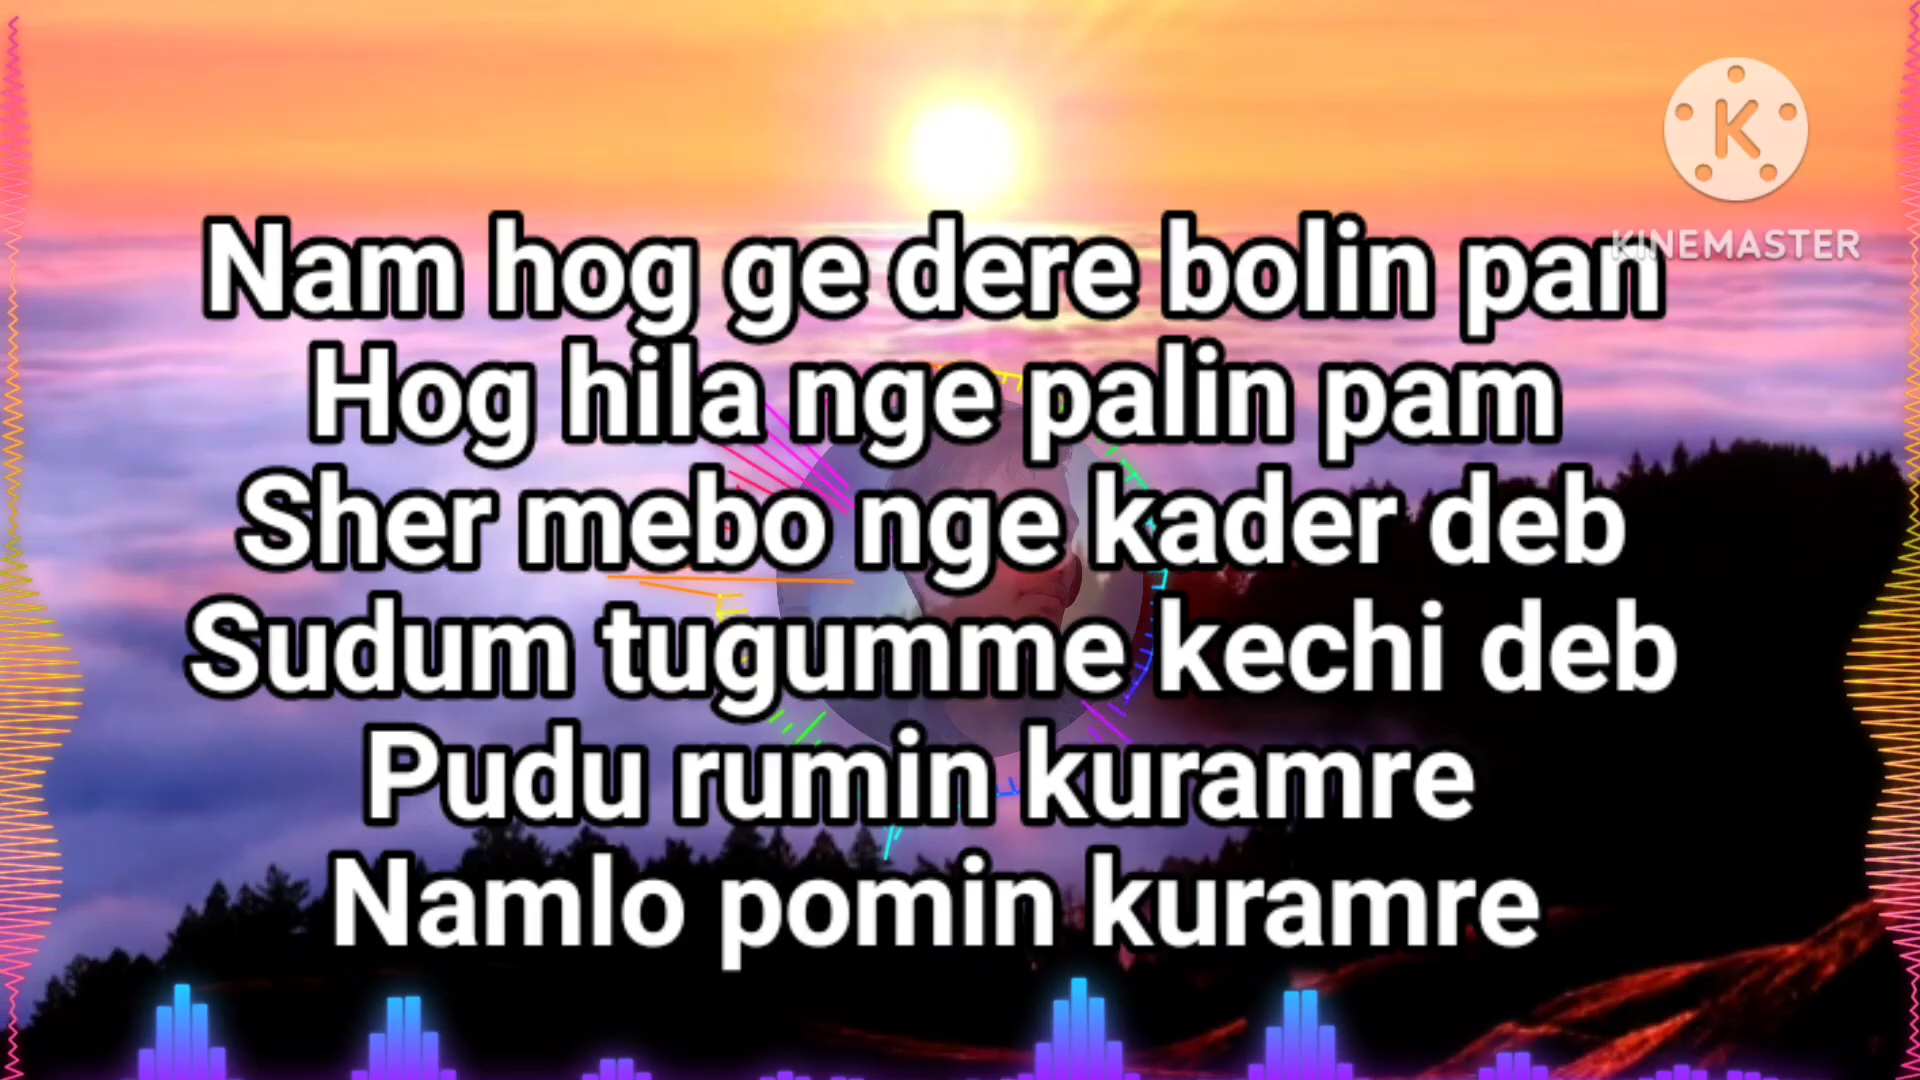 K
KINEMASTER
Nam hog ge dere bolin pan
Hog hila nge palin pam
Sher mebo nge kader deb
Sudum tugumme kechi deb
Pudu rumin kuramre
Namlo pomin kuramre